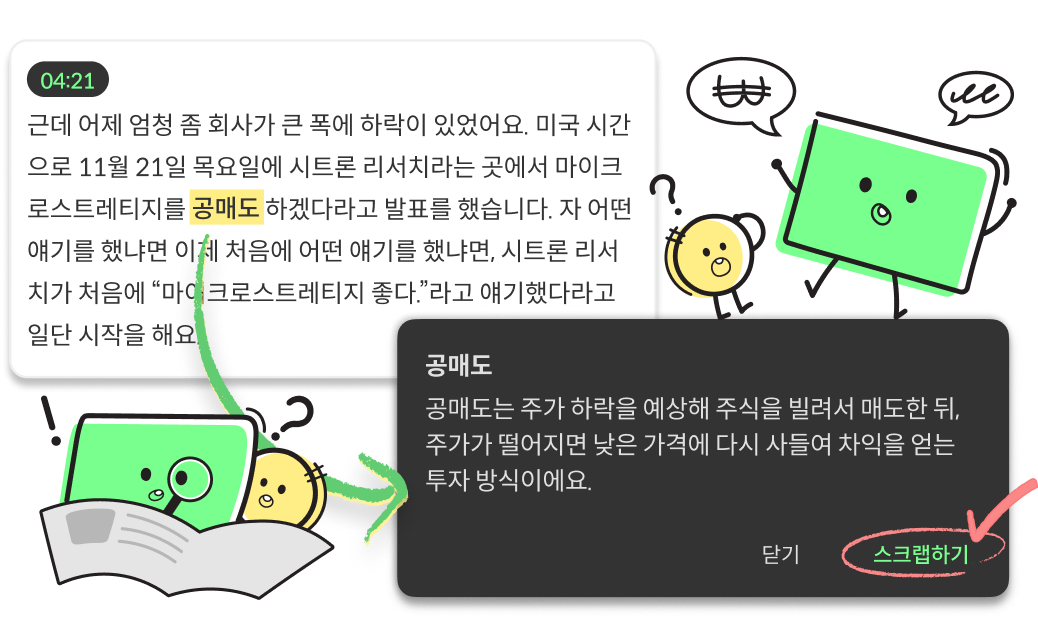 04:21
근데 어제 엄청 좀 회사가 큰 폭에 하락이 있었어요. 미국 시간
으로 11월 21일 목요일에 시트론 리서치라는 곳에서 마이크
로스트레티지를 공매도 하겠다라고 발표를 했습니다. 자 어떤
얘기를 했냐면 이제 처음에 어떤 얘기를 했냐면, 시트론 리서
치가 처음에 “마이크로스트레티지 좋다.”라고 얘기했다라고
일단 시작을 해요.
?
!
?
공매도
공매도는 주가 하락을 예상해 주식을 빌려서 매도한 뒤,
주가가 떨어지면 낮은 가격에 다시 사들여 차익을 얻는
투자 방식이에요.
닫기
스크랩하기